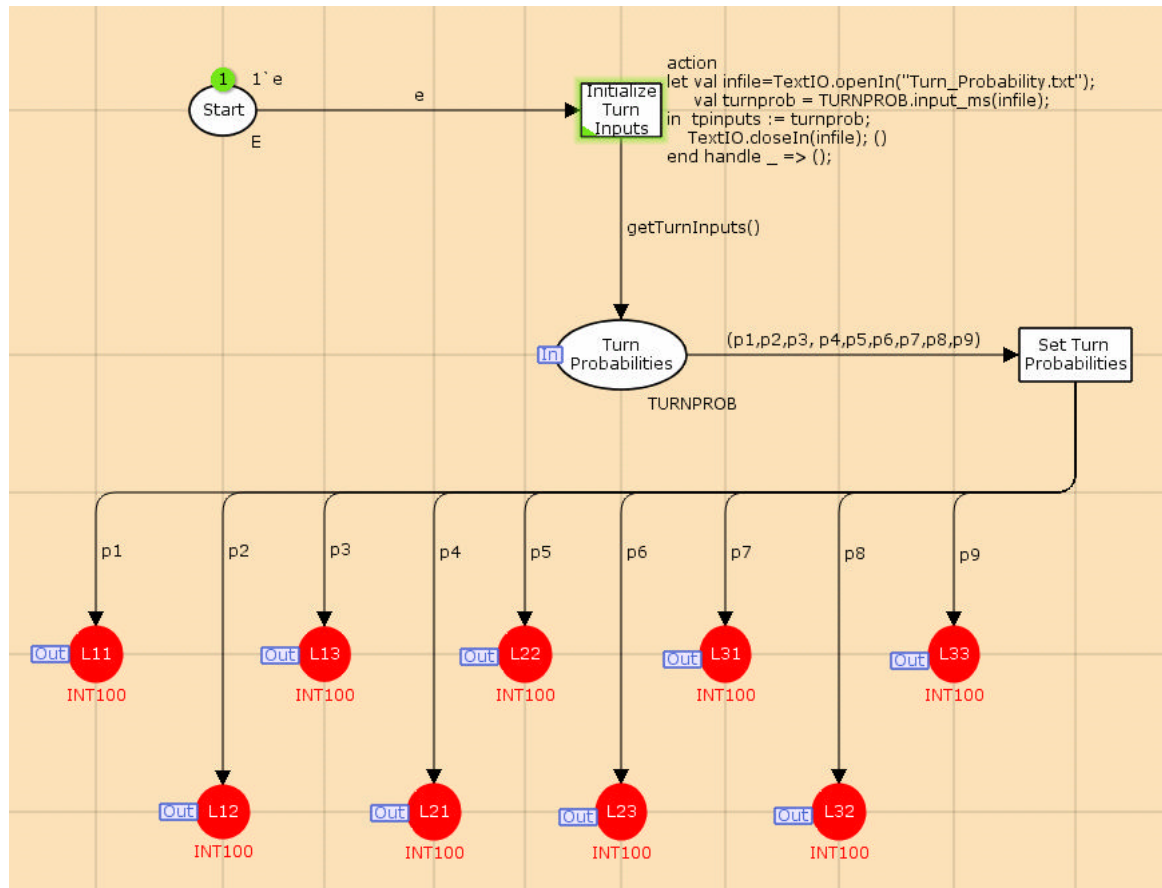 action
1 1`e
let val infile=TextIO.openIn("Turn_Probability.txt");
Start
e
Initialize
Turn
Inputs
val turnprob = TURNPROB.input_ms(infile);
in tpinputs := turnprob;
TextIO.closeIn(infile); ()
end handle _ => ();
E
getTurnInputs()
In
Turn
Probabilities
(p1,p2,p3, p4,p5,p6,p7,p8,p9)
Set Turn
Probabilities
TURNPROB
p1
p2
p3
p4
p5
p6
p7
p8
p9
Out L11
Out L13
Out L22
Out L31
Out L33
INT100
INT100
INT100
INT100
INT100
Out L12
Out L21
Out L23
Out L32
INT100
INT100
INT100
INT100